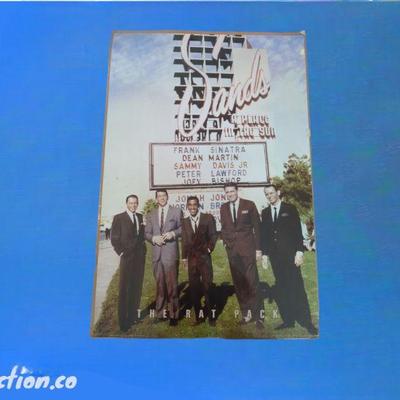 Sands
A PLACE
IN THE SUN
FRANK SINATRA
DEAN MARTIN
SAMMY DAVIS JR
PETER LAWFORD
JOEY BISHOP
THE RAT PACK
ction.co